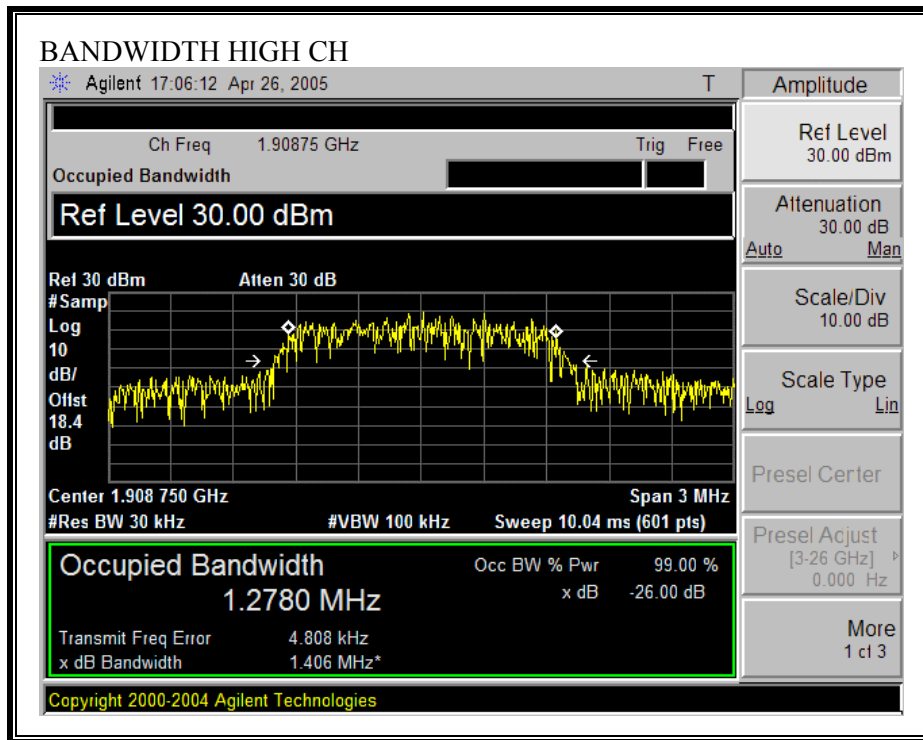 BANDWIDTH HIGH CH
Agilent 17:06:12 Apr 26, 2005 T
Amplitude
Ch Freq 1.90875 GHz Trig Free
Occupied Bandwidth
Ref Level 30.00 dBm
Ref 30 dBm Atten 30 dB
#Samp
Log
10
dB/
Offst
18.4
dB
Center 1.908 750 GHz Span 3 MHz
#Res BW 30 kHz #VBW 100 kHz Sweep 10.04 ms (601 pts)
Occupied Bandwidth
1.2780 MHz
Occ BW % Pwr 99.00 %
x dB -26.00 dB
Transmit Freq Error 4.808 kHz
x dB Bandwidth 1.406 MHz*
Copyright 2000-2004 Agilent Technologies
Ref Level
30.00 dBm
Attenuation
30.00 dB
Auto Man
Scale/Div
10.00 dB
Scale Type
Log Lin
Presel Center
Presel Adjust
[3-26 GHz]
0.000 Hz
More
1 of 3